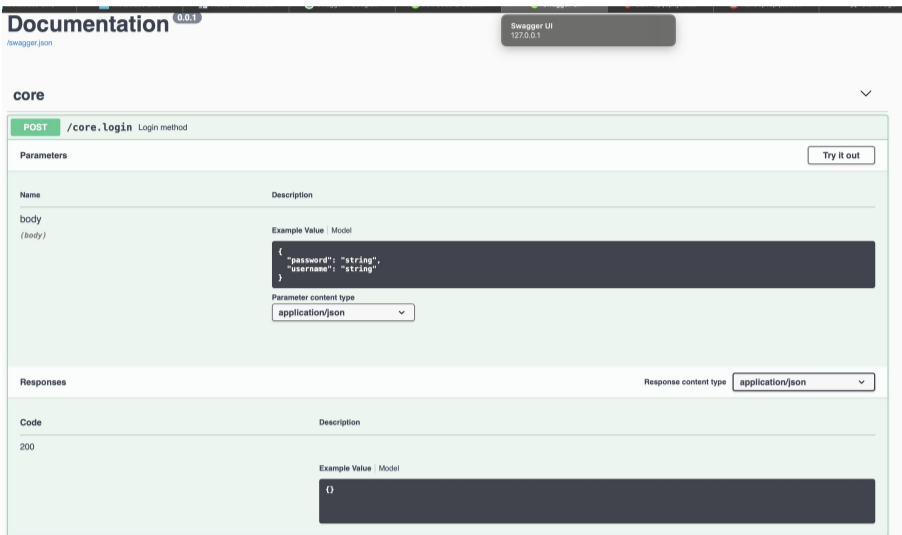 Documentation 0.0.1
/swagger.json
Swagger UI
127.0.0.1
core
POST /core.login Login method
Parameters
Try it out
Name Description
body
(body)
Example Value Model
{
"password": "string",
"username": "string"
}
Parameter content type
application/json
Responses
Response content type application/json
Code Description
200
Example Value Model
{}